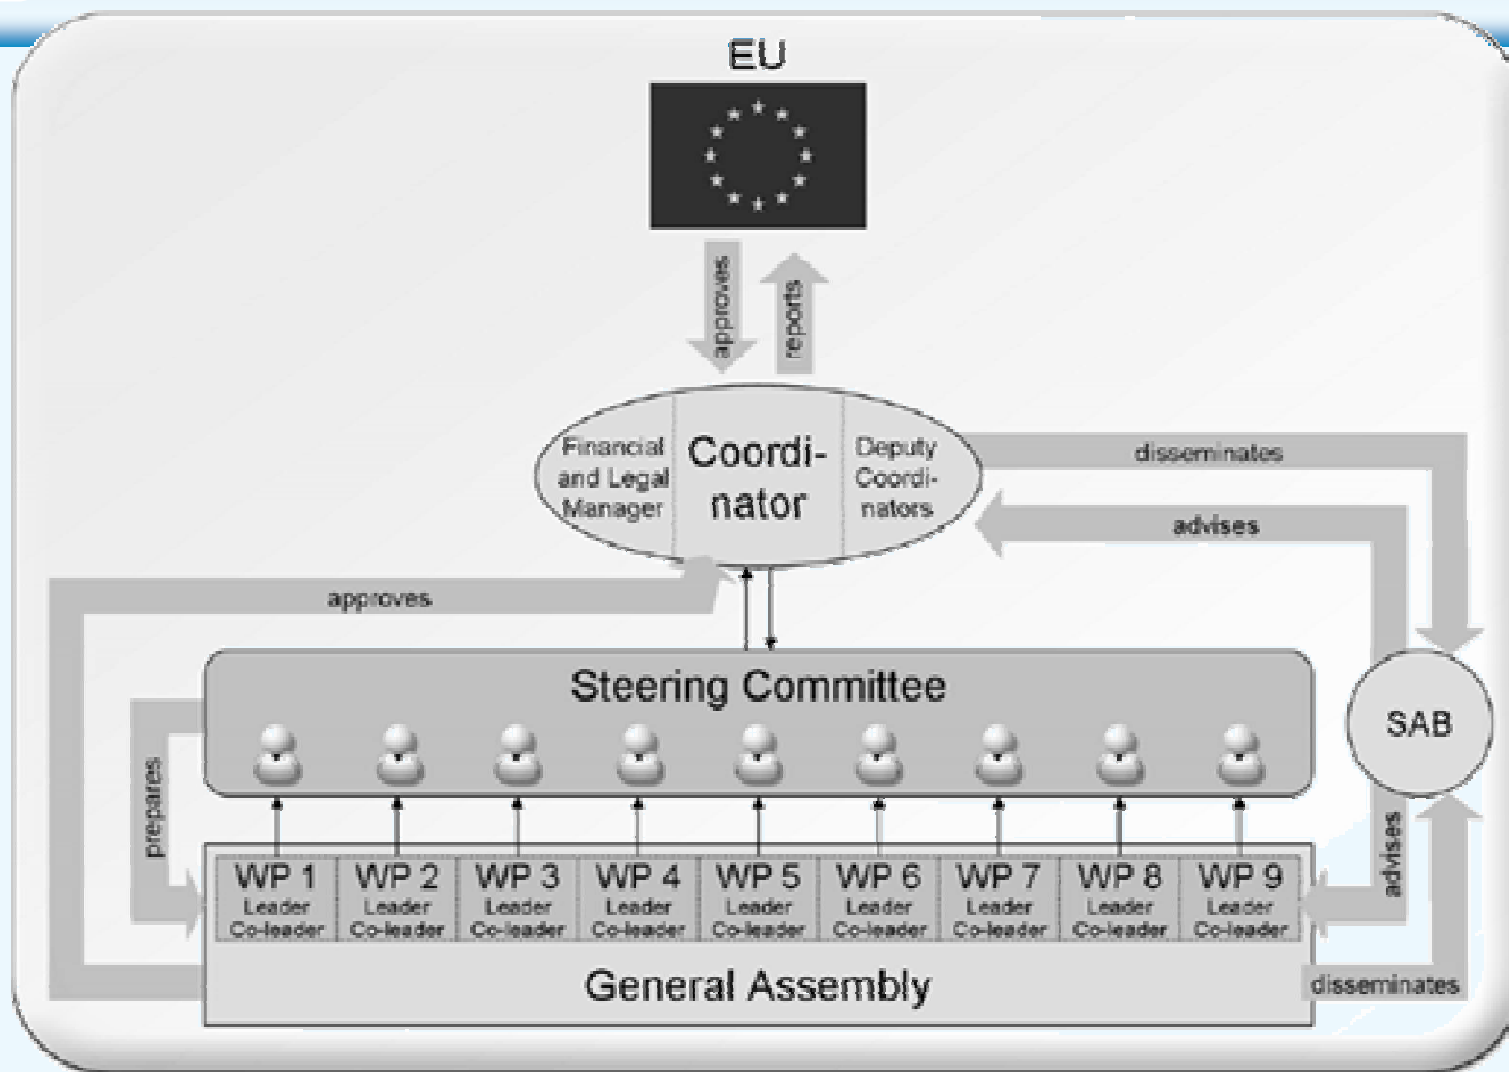 EU
approves
reports
Financial
and Legal
Manager
Coordi-
nator
Deputy
Coordi-
nators
disseminates
advises
approves
Steering Committee
SAB
prepares
advises
WP 1
Leader
Co-leader
WP 2
Leader
Co-leader
WP 3
Leader
Co-leader
WP 4
Leader
Co-leader
WP 5
Leader
Co-leader
WP 6
Leader
Co-leader
WP 7
Leader
Co-leader
WP 8
Leader
Co-leader
WP 9
Leader
Co-leader
General Assembly
disseminates